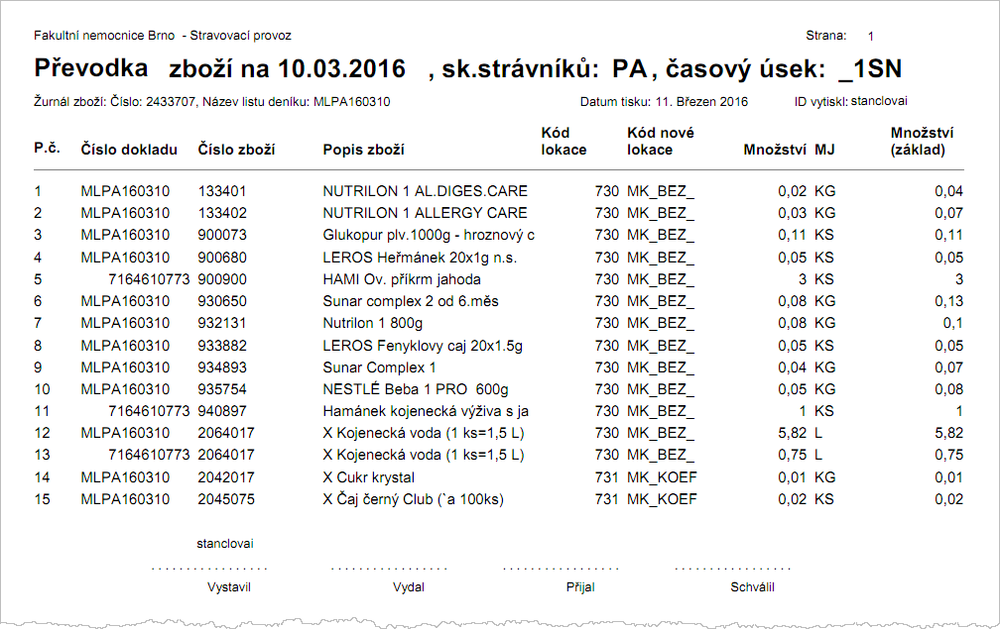 Fakultní nemocnice Brno - Stravovací provoz Strana: 1
Převodka zboží na 10.03.2016 , sk.strávníků: PA, časový úsek: _1SN
Žurnál zboží: Číslo: 2433707, Název listu deníku: MLPA160310 Datum tisku: 11. Březen 2016 ID vytiskl: stanclovai
P.č. Číslo dokladu Číslo zboží Popis zboží Kód lokace Kód nové lokace Množství MJ Množství (základ)
1 MLPA160310 133401 NUTRILON 1 AL.DIGES.CARE 730 MK_BEZ_ 0,02 KG 0,04
2 MLPA160310 133402 NUTRILON 1 ALLERGY CARE 730 MK_BEZ_ 0,03 KG 0,07
3 MLPA160310 900073 Glukopur plv.1000g - hroznový c 730 MK_BEZ_ 0,11 KS 0,11
4 MLPA160310 900680 LEROS Heřmánek 20x1g n.s. 730 MK_BEZ_ 0,05 KS 0,05
5 7164610773 900900 HAMI Ov. příkrm jahoda 730 MK_BEZ_ 3 KS 3
6 MLPA160310 930650 Sunar complex 2 od 6.měs 730 MK_BEZ_ 0,08 KG 0,13
7 MLPA160310 932131 Nutrilon 1 800g 730 MK_BEZ_ 0,08 KG 0,1
8 MLPA160310 933882 LEROS Fenyklovy caj 20x1.5g 730 MK_BEZ_ 0,05 KS 0,05
9 MLPA160310 934893 Sunar Complex 1 730 MK_BEZ_ 0,04 KG 0,07
10 MLPA160310 935754 NESTLÉ Beba 1 PRO 600g 730 MK_BEZ_ 0,05 KG 0,08
11 7164610773 940897 Hamánek kojenecká výživa s ja 730 MK_BEZ_ 1 KS 1
12 MLPA160310 2064017 X Kojenecká voda (1 ks=1,5 L) 730 MK_BEZ_ 5,82 L 5,82
13 7164610773 2064017 X Kojenecká voda (1 ks=1,5 L) 730 MK_BEZ_ 0,75 L 0,75
14 MLPA160310 2042017 X Cukr krystal 731 MK_KOEF 0,01 KG 0,01
15 MLPA160310 2045075 X Čaj černý Club (`a 100ks) 731 MK_KOEF 0,02 KS 0,02
stanclovai
Vystavil Vydal Přijal Schválil